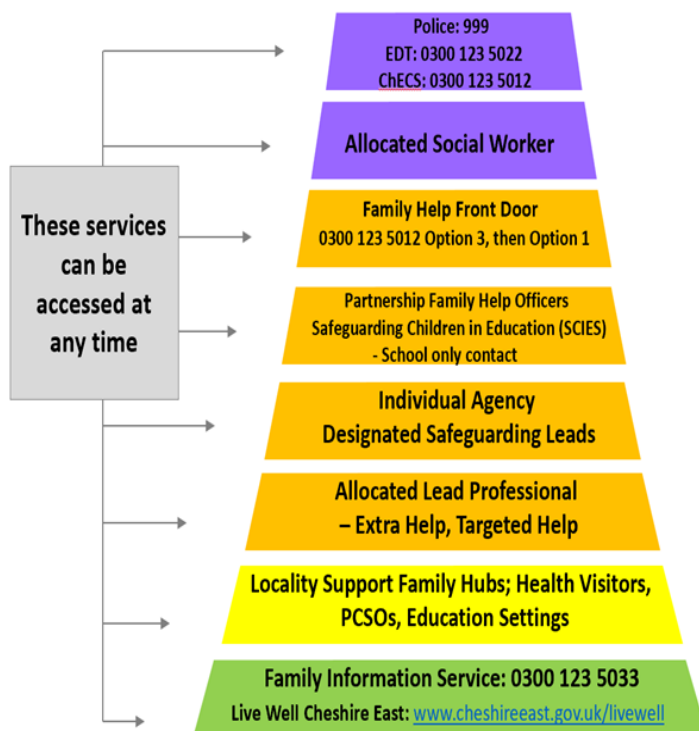 Police: 999
EDT: 0300 123 5022
ChECS: 0300 123 5012
Allocated Social Worker
These services
can be
accessed at
any time
Family Help Front Door
0300 123 5012 Option 3, then Option 1
Partnership Family Help Officers
Safeguarding Children in Education (SCIES)
- School only contact
Individual Agency
Designated Safeguarding Leads
Allocated Lead Professional
– Extra Help, Targeted Help
Locality Support Family Hubs; Health Visitors,
PCSOs, Education Settings
Family Information Service: 0300 123 5033
Live Well Cheshire East: www.cheshireeast.gov.uk/livewell